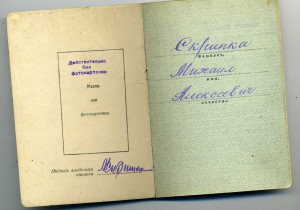 Действительно
без
фотокарточки
Место
для
фотокарточки
Скрипка
фамилия,
Михаил
имя,
Алексеевич
отчество